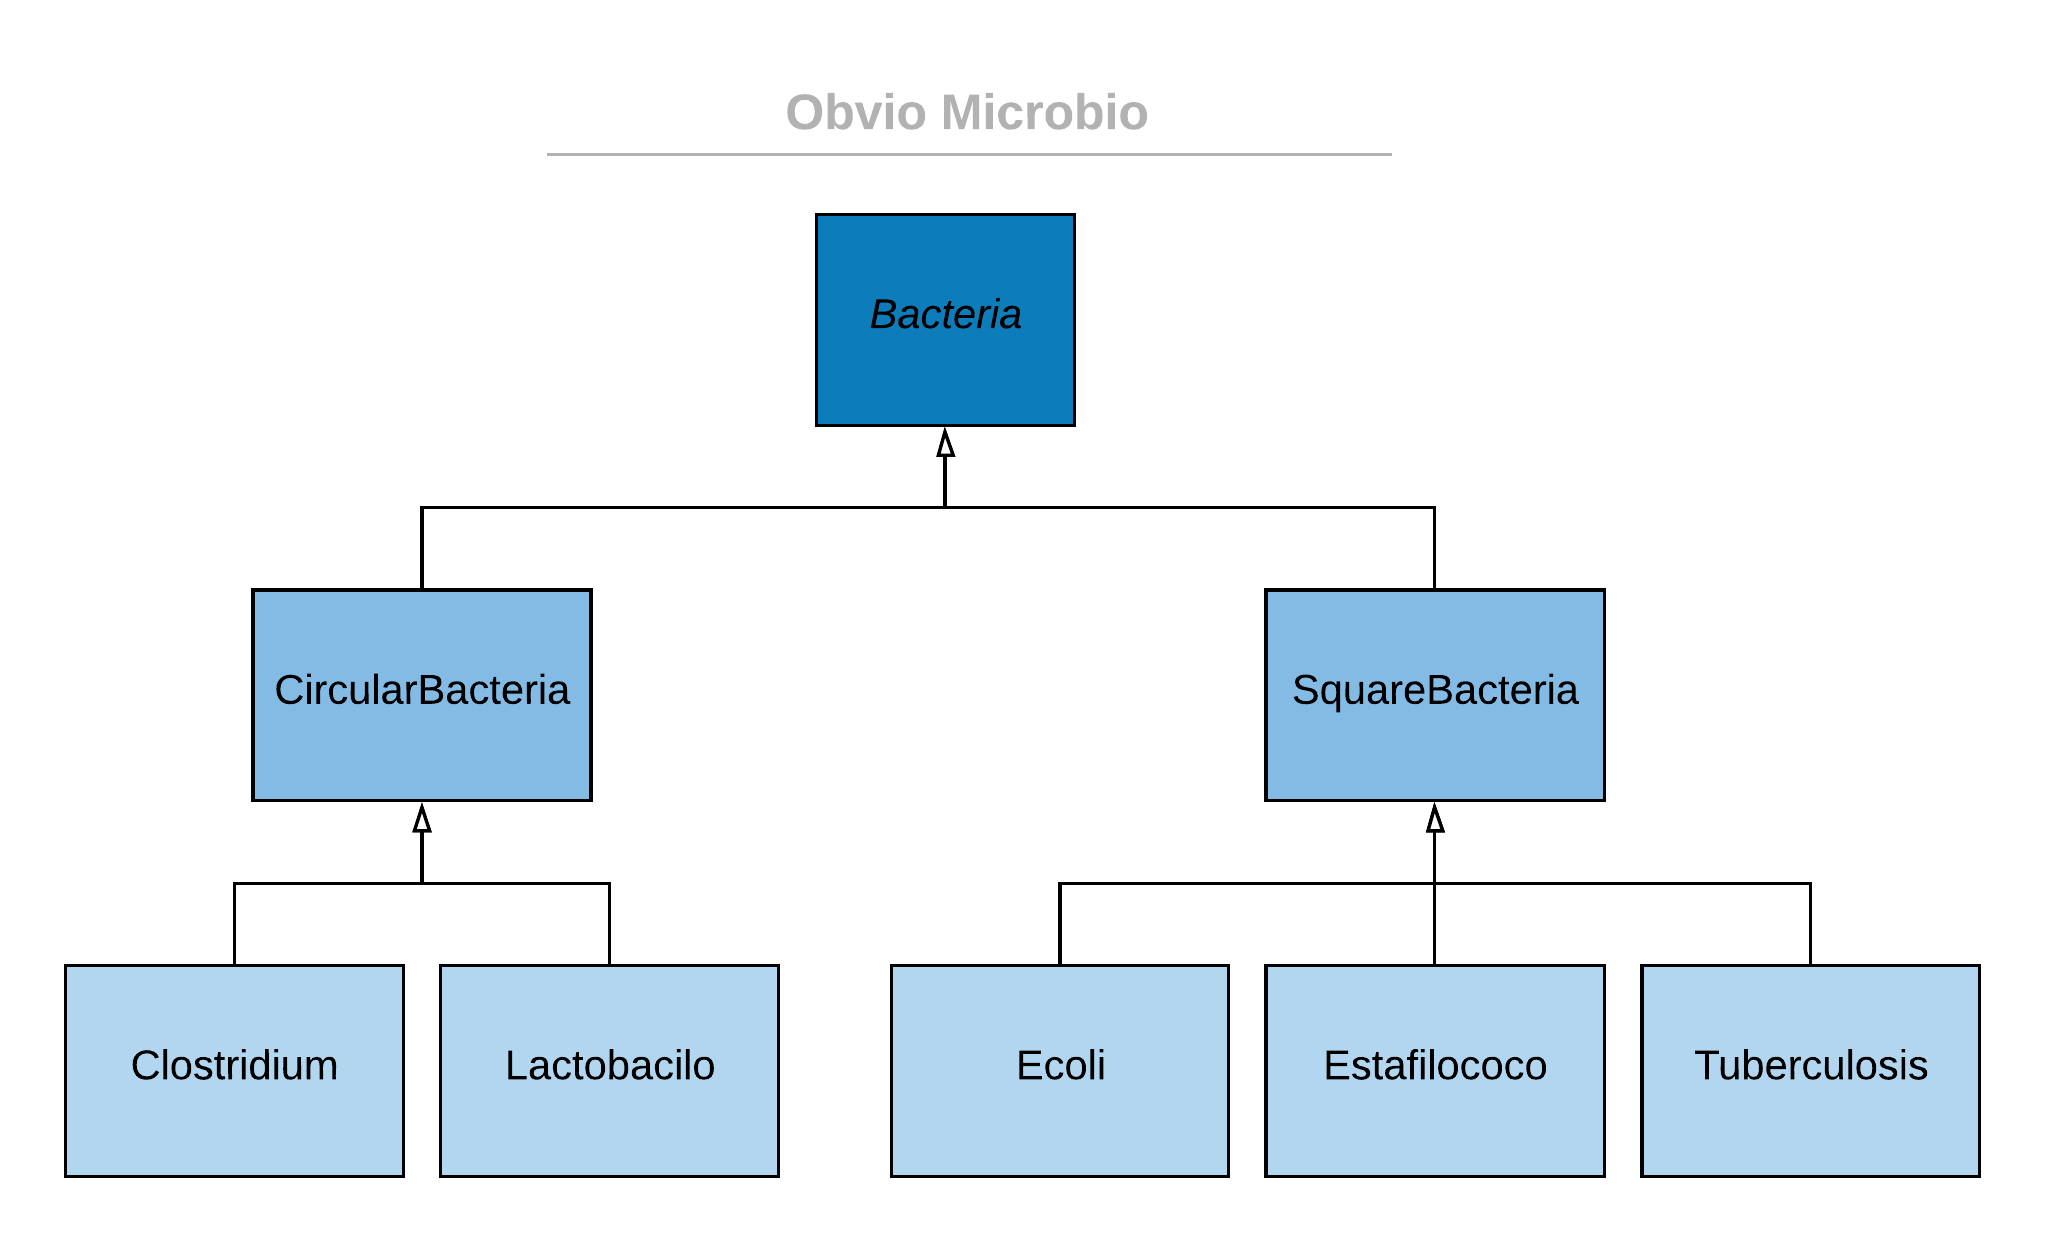 Obvio Microbio
Bacteria
CircularBacteria
SquareBacteria
Clostridium
Lactobacilo
Ecoli
Estafilococo
Tuberculosis